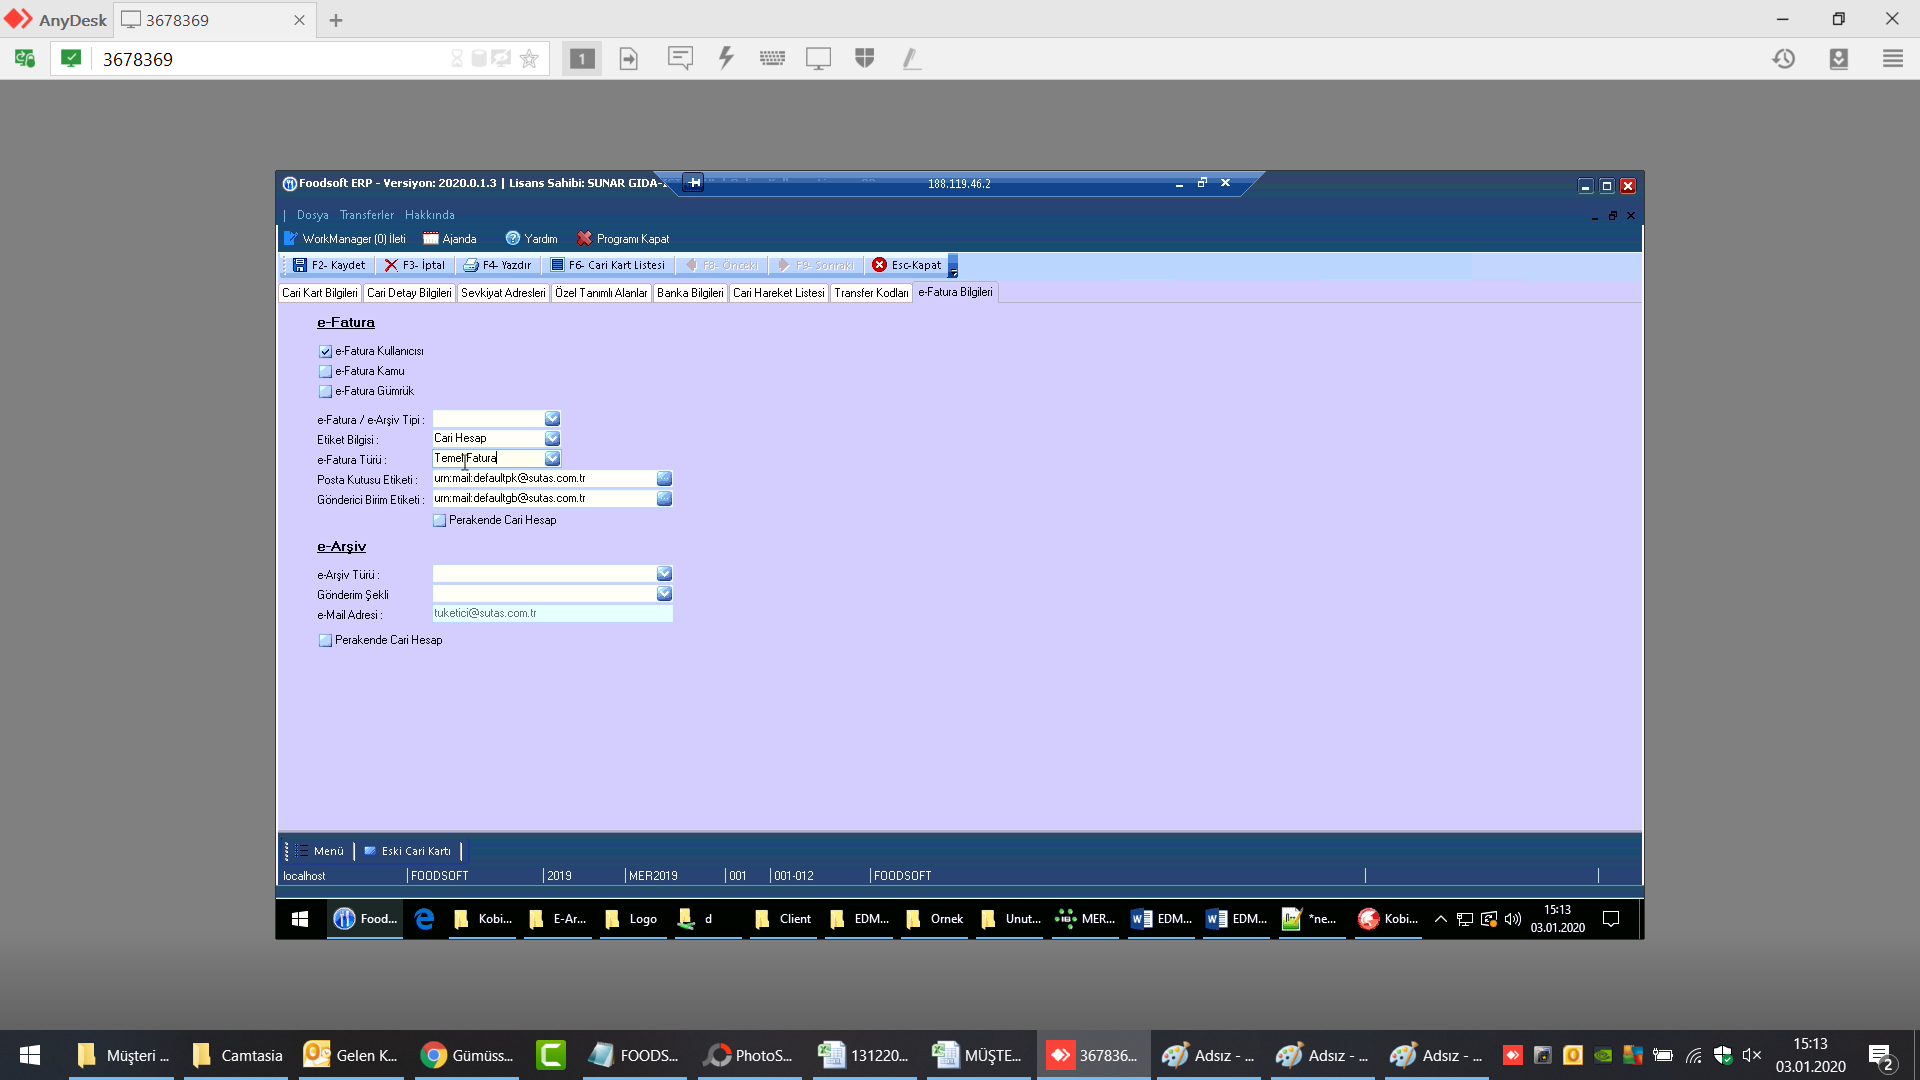 AnyDesk
3678369
3678369
1
Foodsoft ERP - Versiyon: 2020.0.1.3 | Lisans Sahibi: SUNAR GIDA-
188.119.46.2
Dosya Transferler Hakkında
WorkManager (0) İleti Ajanda Yardım Programı Kapat
F2- Kaydet F3- İptal F4- Yazdır F6- Cari Kart Listesi F8- Önceki F9- Sonraki Esc-Kapat
Cari Kart Bilgileri Cari Detay Bilgileri Sevkiyat Adresleri Özel Tanımlı Alanlar Banka Bilgileri Cari Hareket Listesi Transfer Kodları e-Fatura Bilgileri
e-Fatura
e-Fatura Kullanıcısı
e-Fatura Kamu
e-Fatura Gümrük
e-Fatura / e-Arşiv Tipi :
Etiket Bilgisi : Cari Hesap
e-Fatura Türü : Temel Fatura
Posta Kutusu Etiketi : urn:mail:defaultpk@sutas.com.tr
Gönderici Birim Etiketi : urn:mail:defaultgb@sutas.com.tr
Perakende Cari Hesap
e-Arşiv
e-Arşiv Türü :
Gönderim Şekli
e-Mail Adresi : tuketici@sutas.com.tr
Perakende Cari Hesap
Menü Eski Cari Kartı
localhost FOODSOFT 2019 MER2019 001 001-012 FOODSOFT
Food... Kobi... E-Ar... Logo d Client EDM... Ornek Unut... MER... EDM... EDM... *ne... Kobi... 15:13
03.01.2020
Müşteri ... Camtasia Gelen K... Gümüss... FOODS... PhotoS... 131220... MÜŞTE... 367836... Adsız - ... Adsız - ... Adsız - ... 15:13
03.01.2020
2